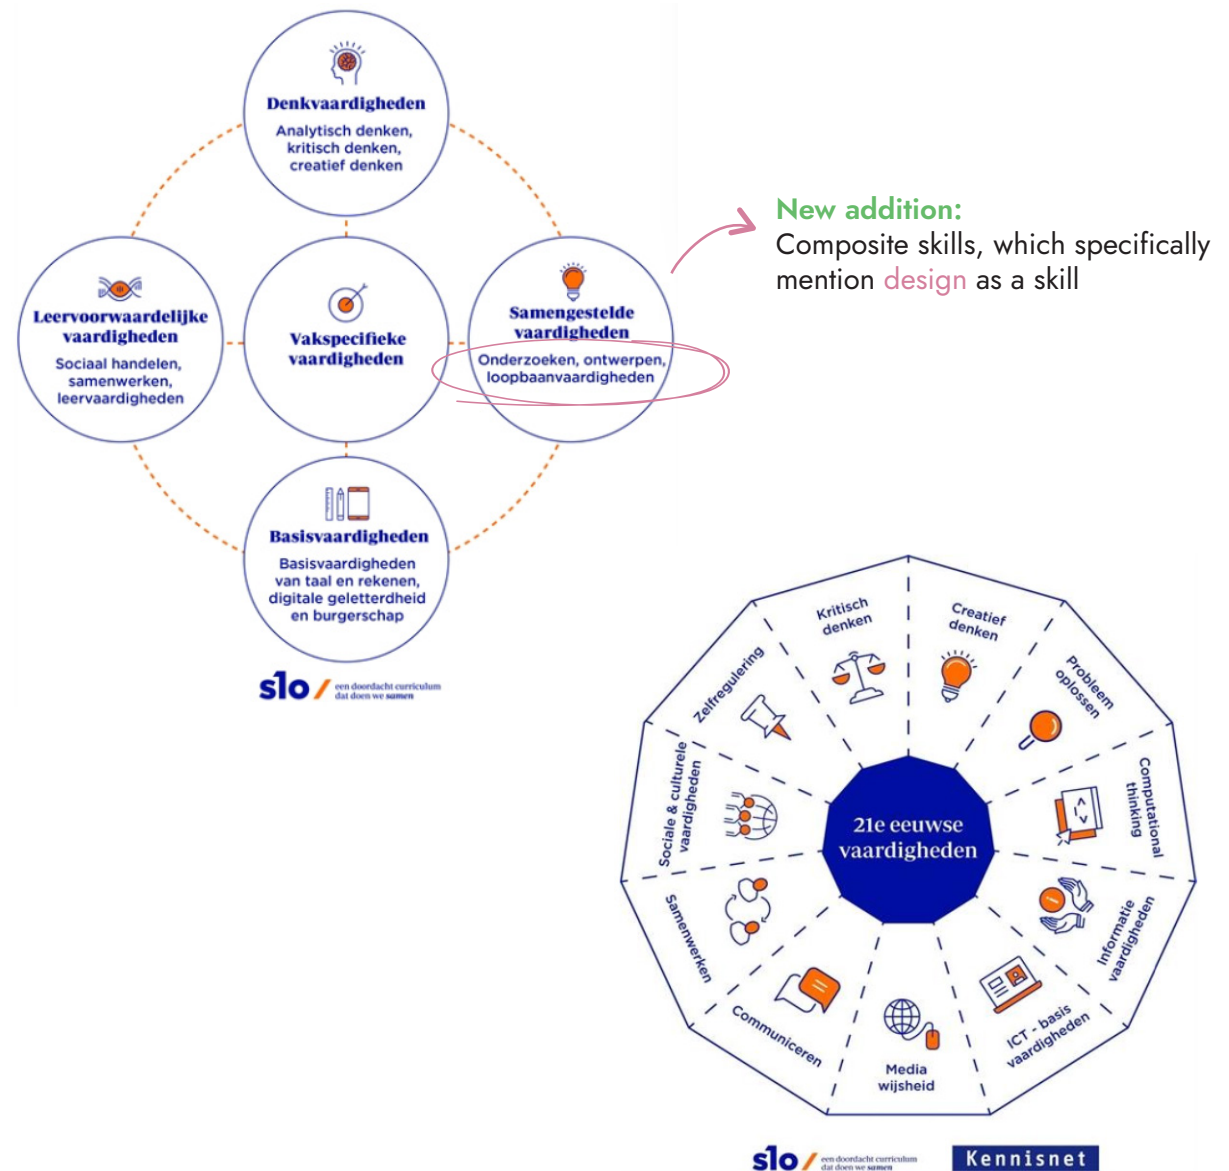 Denkvaardigheden
Analytisch denken,
kritisch denken,
creatief denken
New addition:
Composite skills, which specifically
mention design as a skill
Leervoorwaardelijke
vaardigheden
Sociaal handelen,
samenwerken,
leervaardigheden
Vakspecifieke
vaardigheden
Samengestelde
vaardigheden
Onderzoeken, ontwerpen,
loopbaanvaardigheden
Basisvaardigheden
Basisvaardigheden
van taal en rekenen,
digitale geletterdheid
en burgerschap
slo
een doordacht curriculum
dat doen we samen
21e eeuwse
vaardigheden
Kritisch
denken
Creatief
denken
Probleem
oplossen
Computational
thinking
Informatie
vaardigheden
ICT - basis
vaardigheden
Media
wijsheid
Communiceren
Samenwerken
Sociale & culturele
vaardigheden
Zelfregulering
slo
een doordacht curriculum
dat doen we samen
Kennisnet